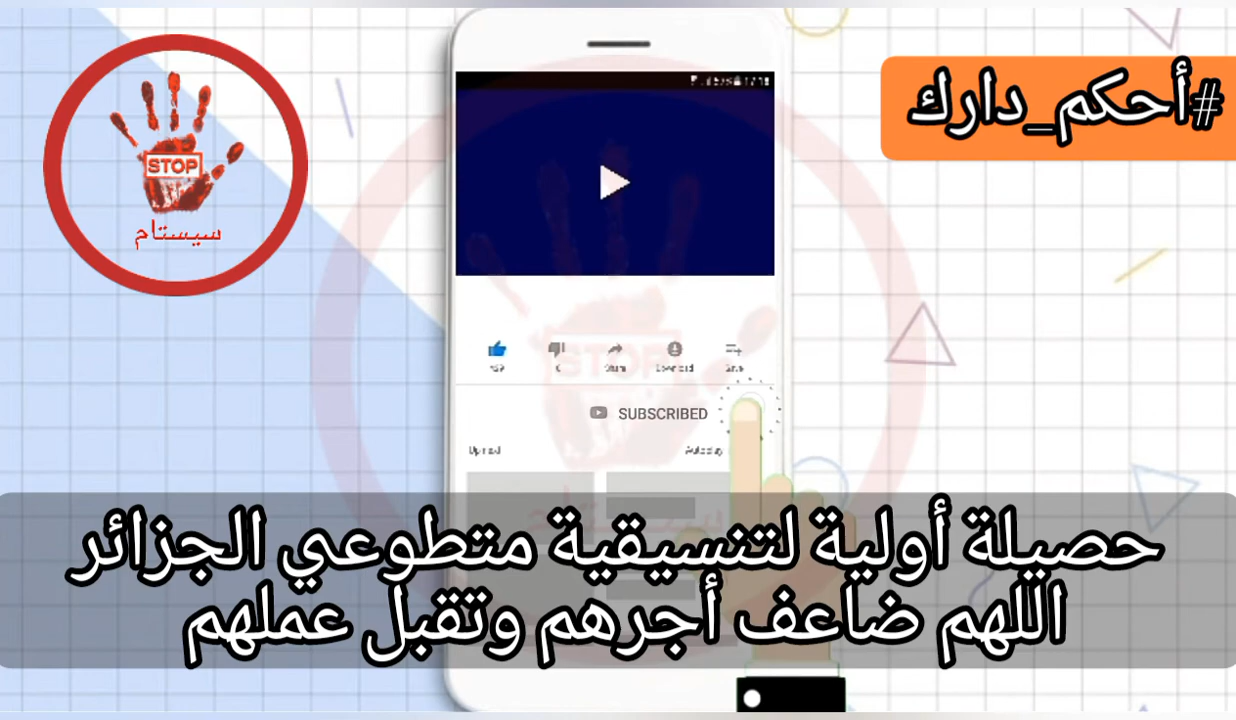 #أحكم_دارك
STOP
سيستام
SUBSCRIBED
حصيلة أولية لتنسيقية متطوعي الجزائر
اللهم ضاعف أجرهم وتقبل عملهم